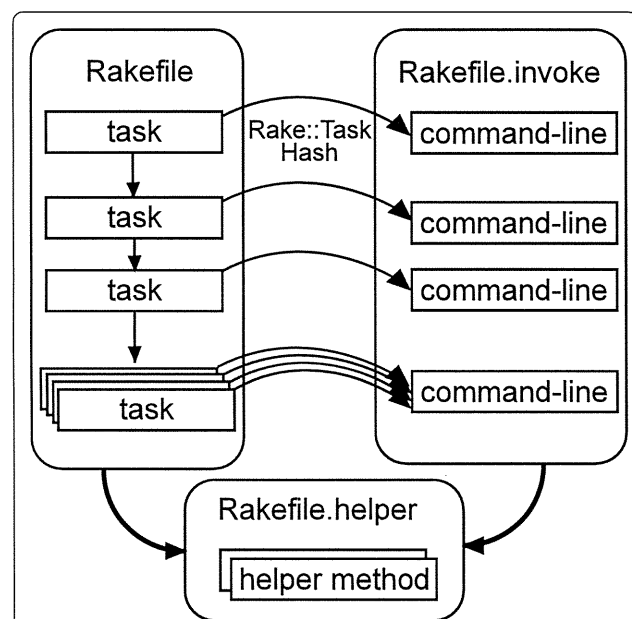 Rakefile
Rakefile.invoke
task
Rake::Task
Hash
command-line
task
command-line
task
command-line
task
command-line
Rakefile.helper
helper method